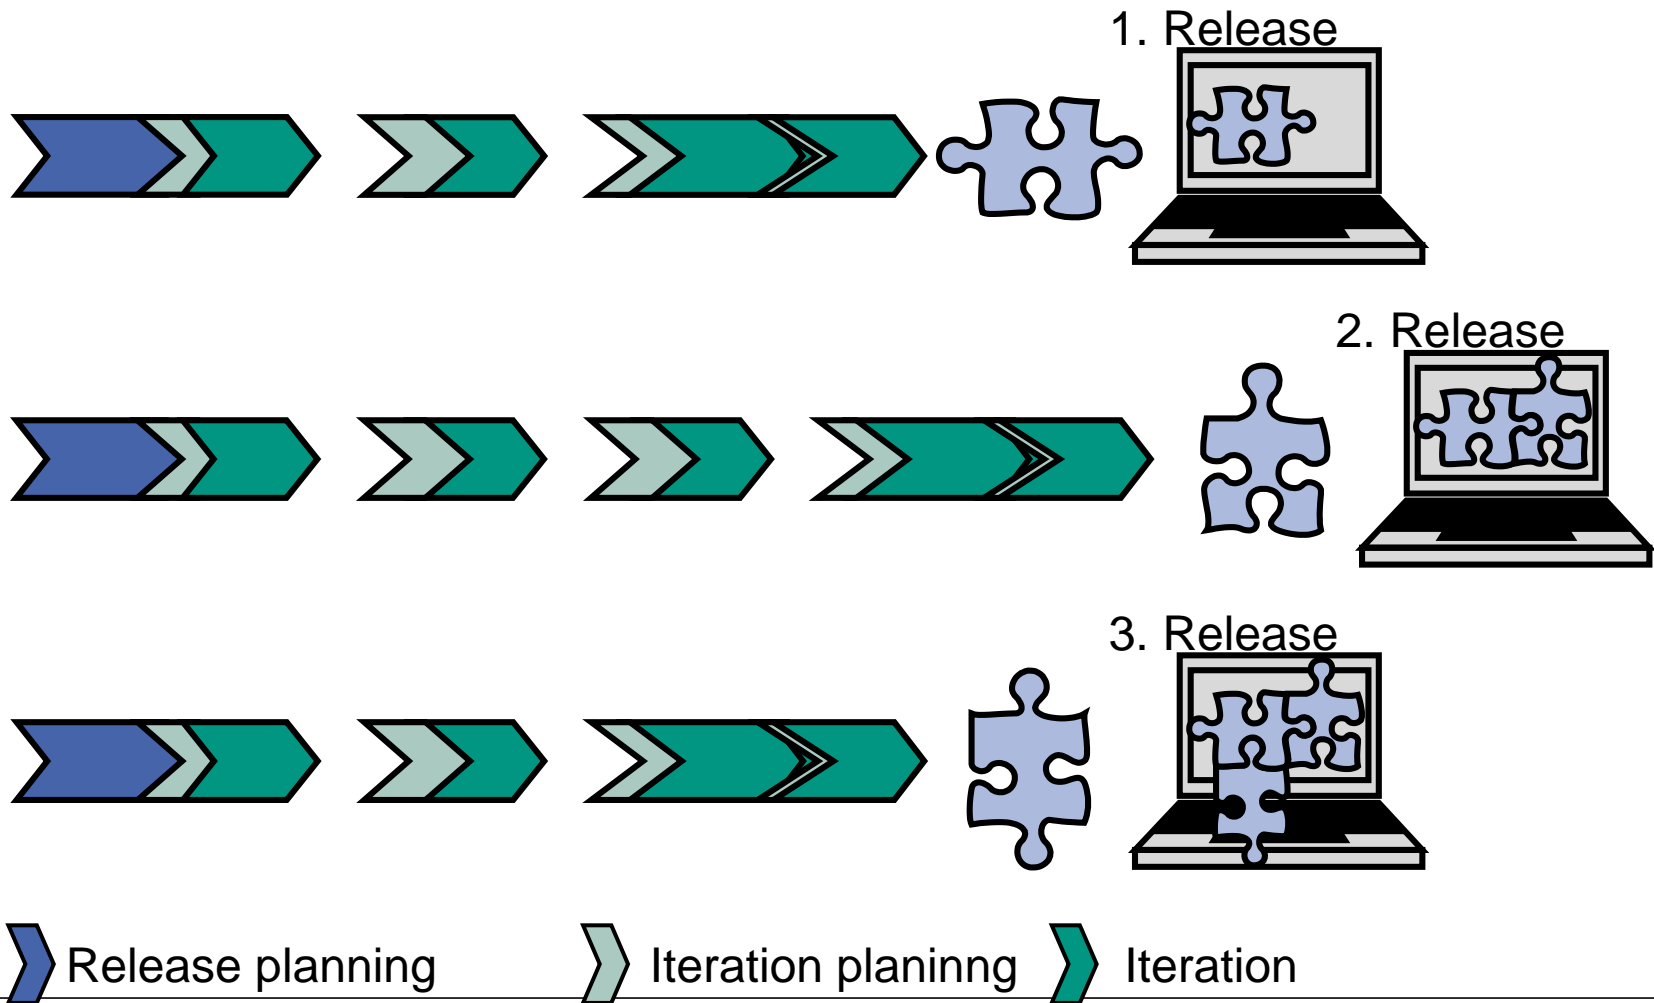 1. Release
2. Release
3. Release
Release planning
Iteration planinng
Iteration